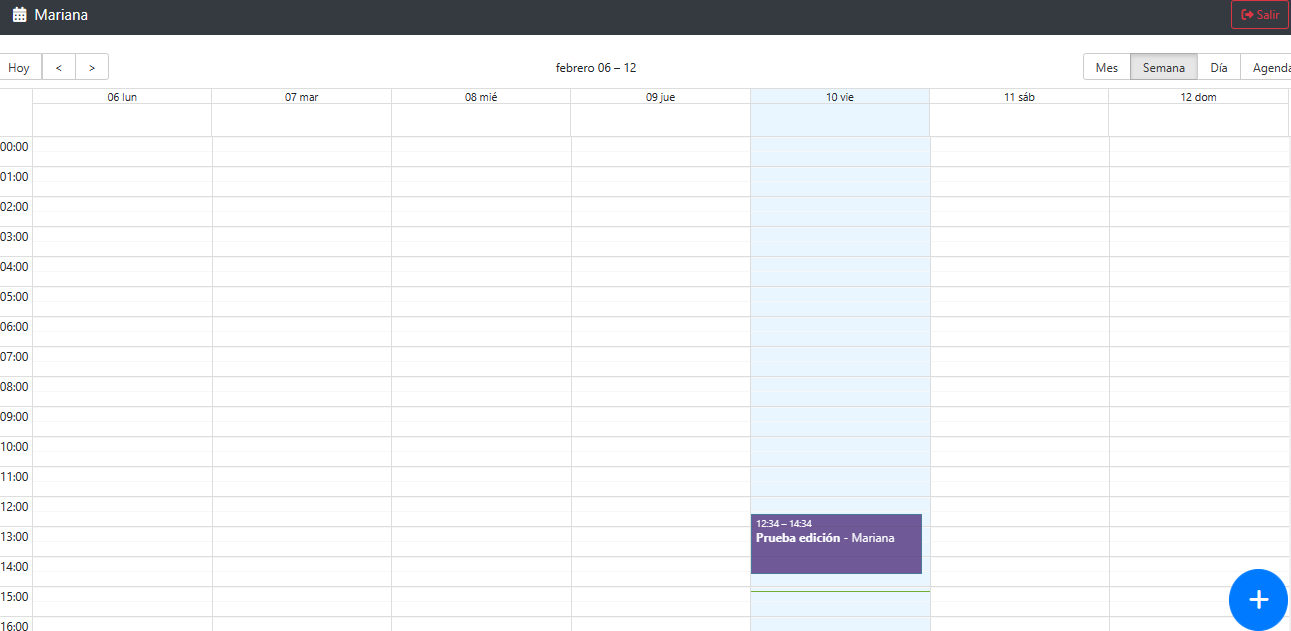 Mariana
Salir
Hoy < > febrero 06 – 12 Mes Semana Día Agenda
06 lun 07 mar 08 mié 09 jue 10 vie 11 sáb 12 dom
00:00
01:00
02:00
03:00
04:00
05:00
06:00
07:00
08:00
09:00
10:00
11:00
12:00
12:34 – 14:34
13:00
Prueba edición - Mariana
14:00
15:00
16:00